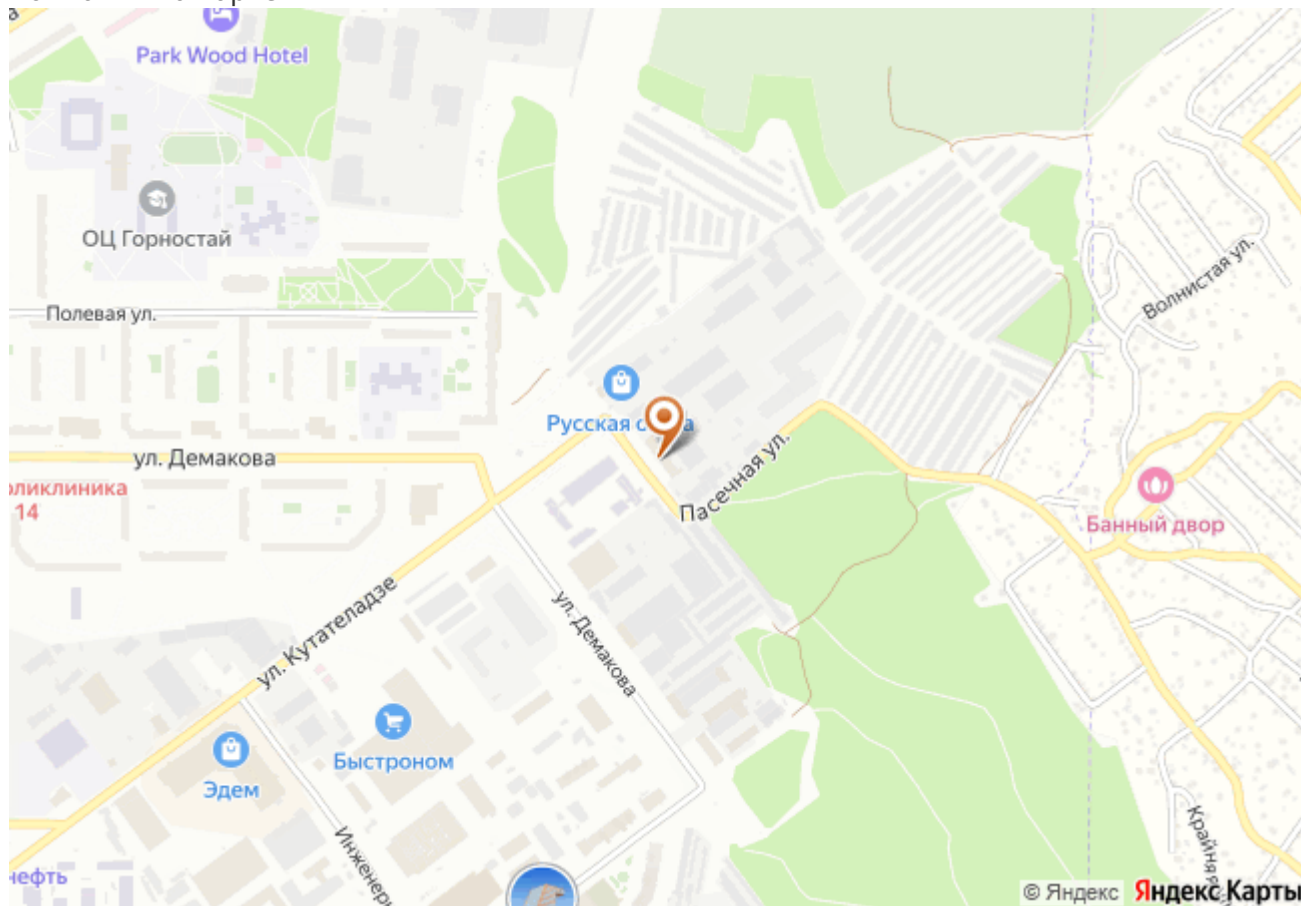 Park Wood Hotel
ОЦ Горностай
Полевая ул.
Волнистая ул.
Русская
ул. Демакова
Пасечная ул.
14
Банный двор
ул. Кутателадзе
ул. Демакова
Быстроном
Эдем
© Яндекс Яндекс Карты